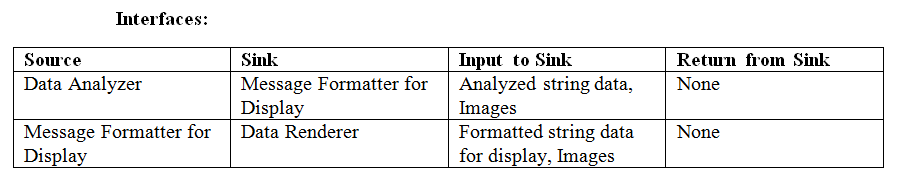 Interfaces:
Source Sink Input to Sink Return from Sink
Data Analyzer Message Formatter for Analyzed string data, None
Display Images
Message Formatter for Data Renderer Formatted string data None
Display for display, Images